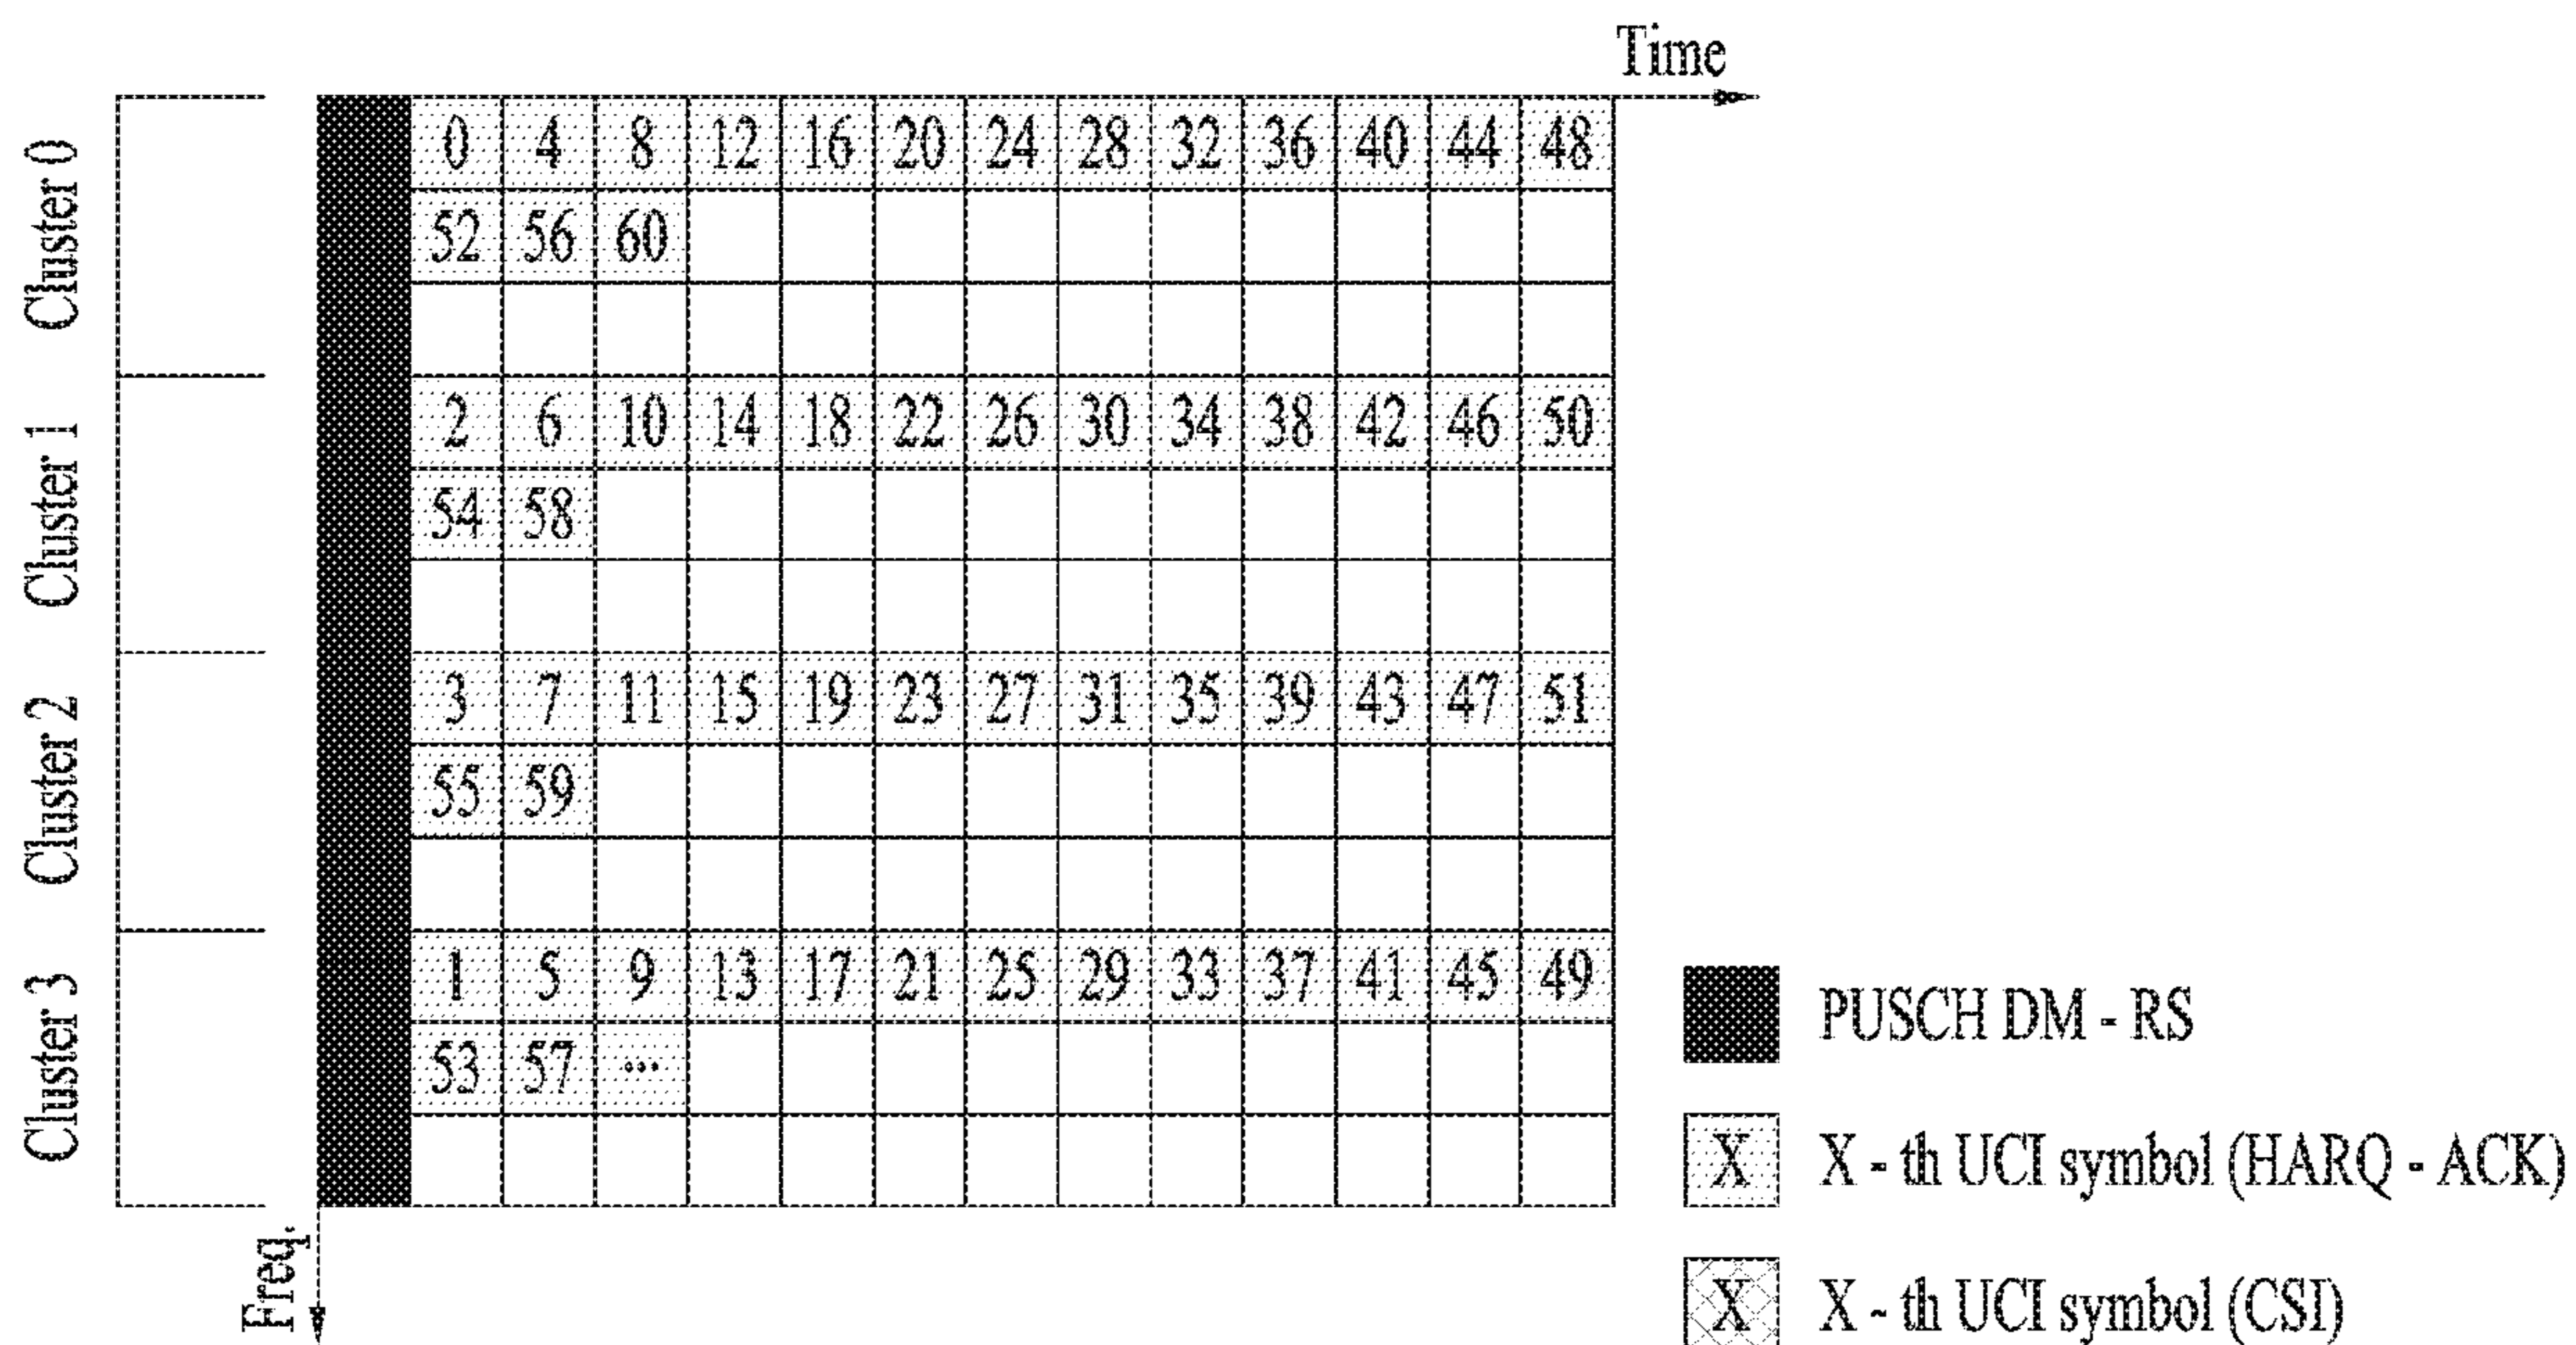 Time
Cluster 0
0 4 8 12 16 20 24 28 32 36 40 44 48
52 56 60
Cluster 1
2 6 10 14 18 22 26 30 34 38 42 46 50
54 58
Cluster 2
3 7 11 15 19 23 27 31 35 39 43 47 51
55 59
Cluster 3
1 5 9 13 17 21 25 29 33 37 41 45 49
53 57 ...
Freq.
PUSCH DM - RS
X X - th UCI symbol (HARQ - ACK)
X X - th UCI symbol (CSI)